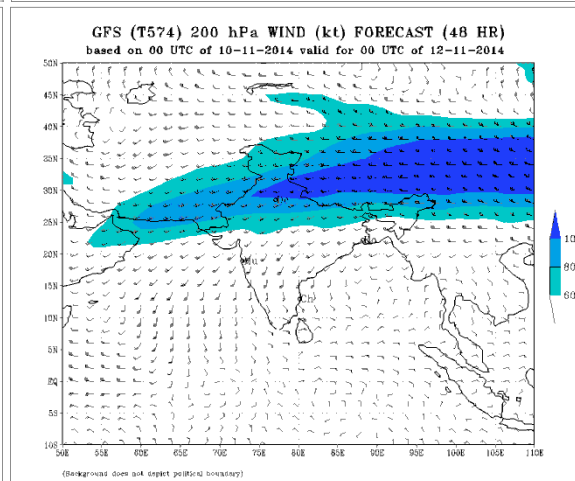 GFS (T574) 200 hPa WIND (kt) FORECAST (48 HR)
based on 00 UTC of 10-11-2014 valid for 00 UTC of 12-11-2014
50N
45N
40N
35N
30N
25N
20N
15N
10N
5N
EQ
5S
10S
50E 55E 60E 65E 70E 75E 80E 85E 90E 95E 100E 105E 110E
Mu
Ch
10
80
60
(Background does not depict political boundary)